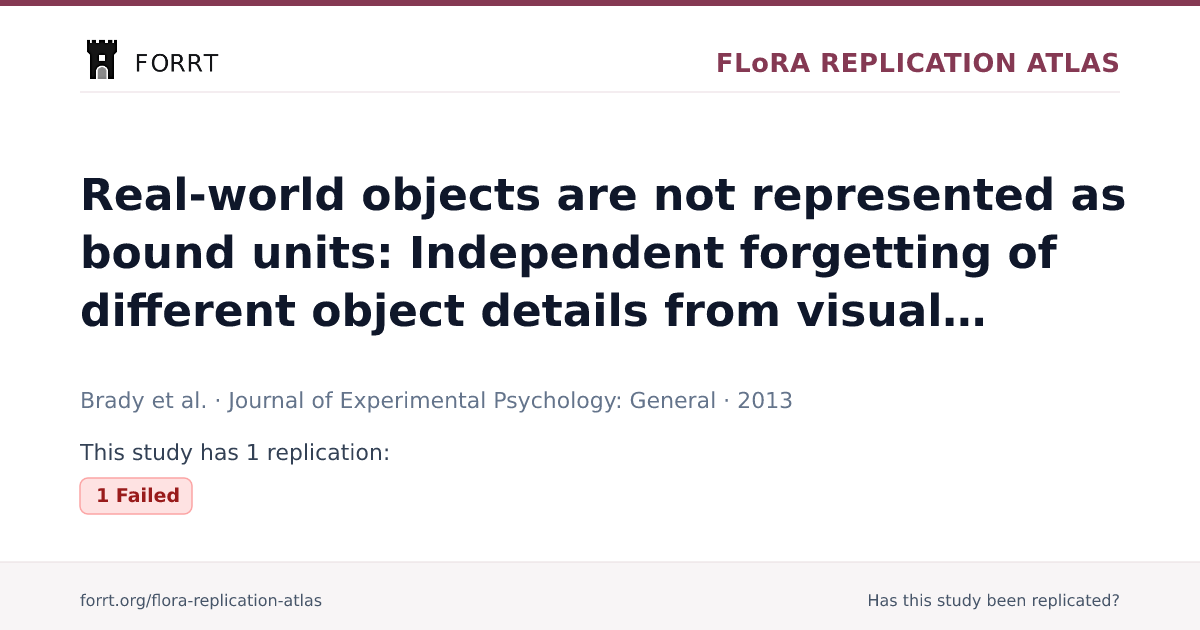 FORRT
FLoRA REPLICATION ATLAS
Real-world objects are not represented as
bound units: Independent forgetting of
different object details from visual…
Brady et al. · Journal of Experimental Psychology: General · 2013
This study has 1 replication:
1 Failed
forrt.org/flora-replication-atlas
Has this study been replicated?